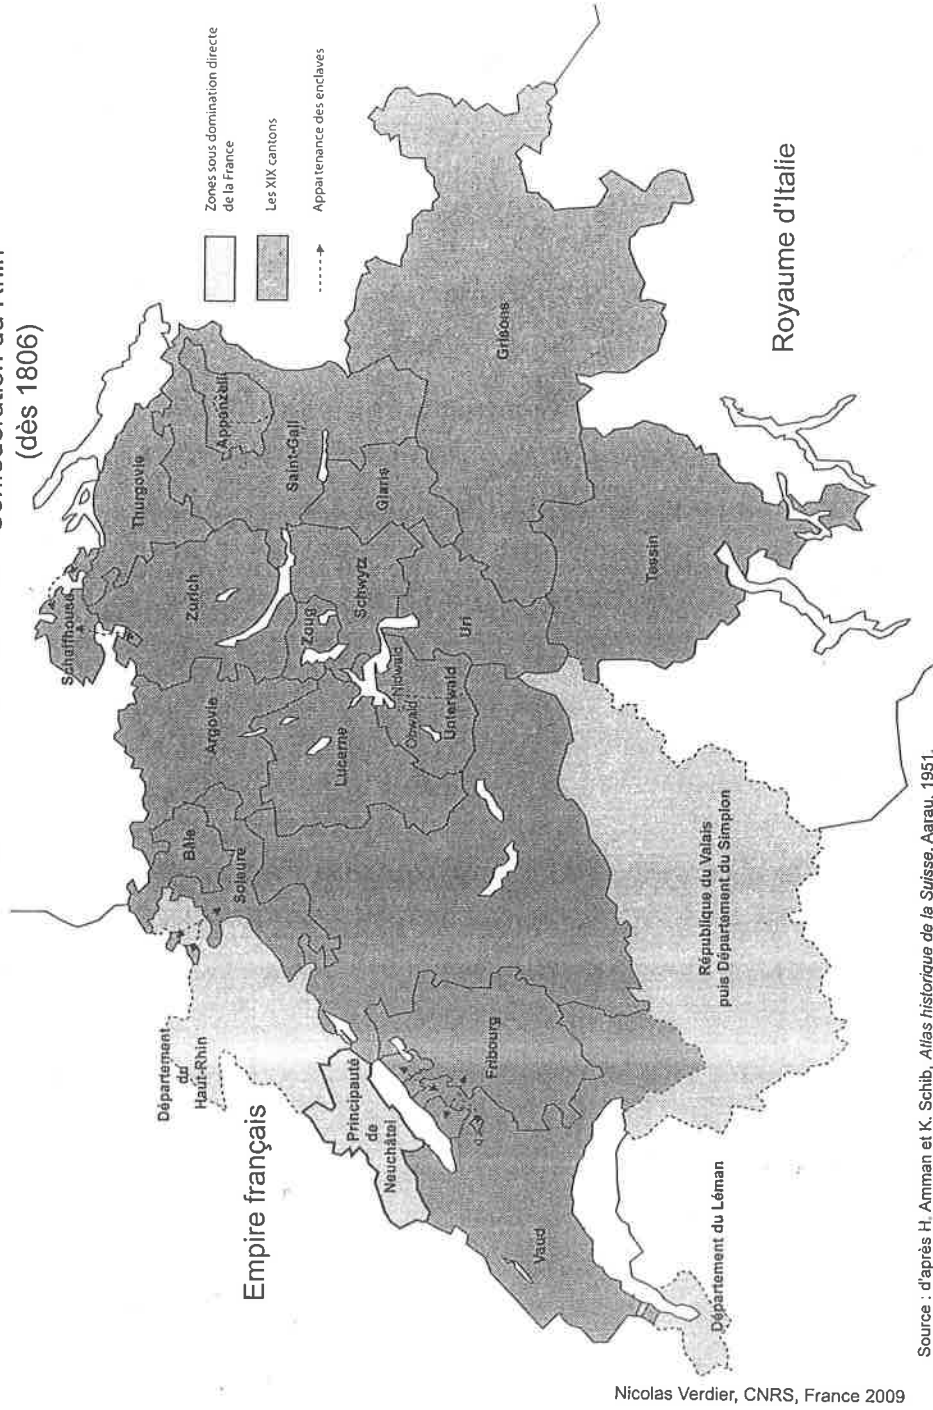 (dès 1806)
Zones sous domination directe
de la France
Les XIX cantons
Appartenance des enclaves
Schaffhouse
Thurgovie
Appenzell
Saint-Gall
Zurich
Bâle
Argovie
Soleure
Lucerne
Zoug
Schwytz
Glaris
Nidwald
Obwald
Unterwald
Uri
Grisons
Tessin
Département
du
Haut-Rhin
Empire français
Principauté
de
Neuchâtel
Fribourg
Vaud
République du Valais
puis Département du Simplon
Département du Léman
Royaume d'Italie
Source : d'après H. Amman et K. Schib, Atlas historique de la Suisse, Aarau, 1951.
Nicolas Verdier, CNRS, France 2009